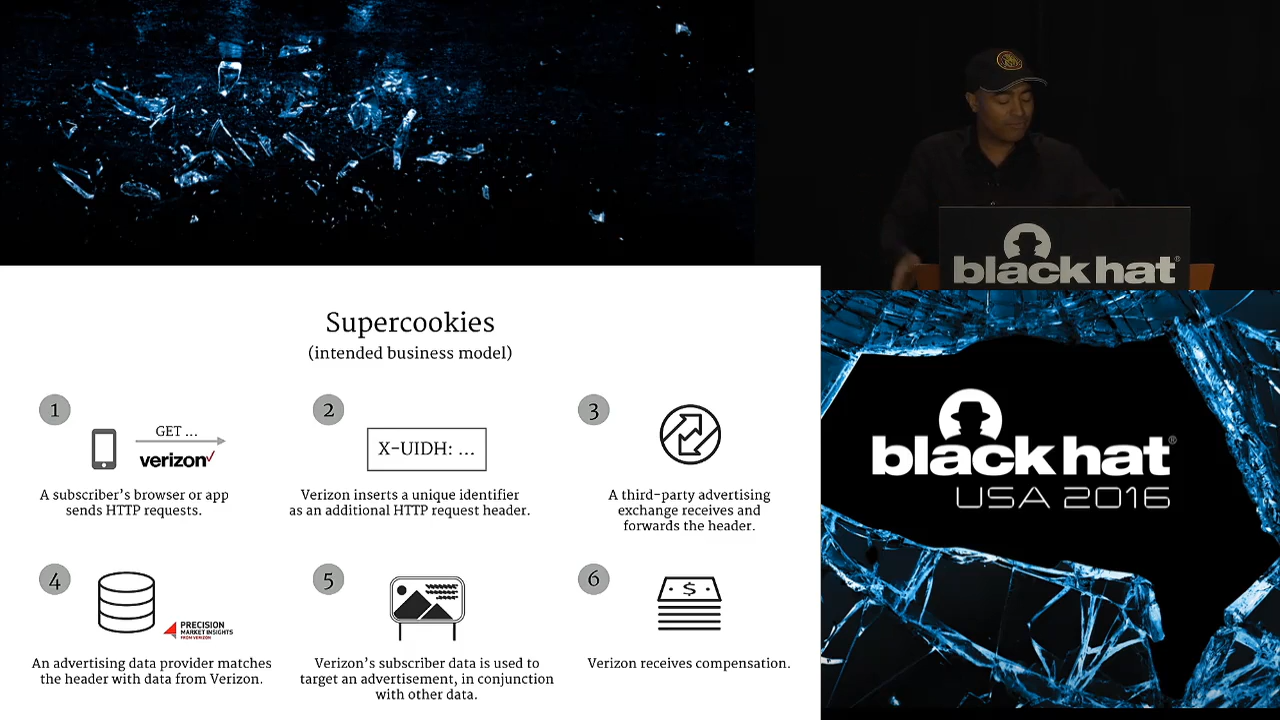 black hat®
Supercookies
(intended business model)
1
GET ...
verizon✓
A subscriber's browser or app
sends HTTP requests.
2
X-UIDH: ...
Verizon inserts a unique identifier
as an additional HTTP request header.
3
A third-party advertising
exchange receives and
forwards the header.
4
PRECISION
MARKET INSIGHTS
FROM VERIZON
An advertising data provider matches
the header with data from Verizon.
5
Verizon's subscriber data is used to
target an advertisement, in conjunction
with other data.
6
$
Verizon receives compensation.
black hat®
USA 2016